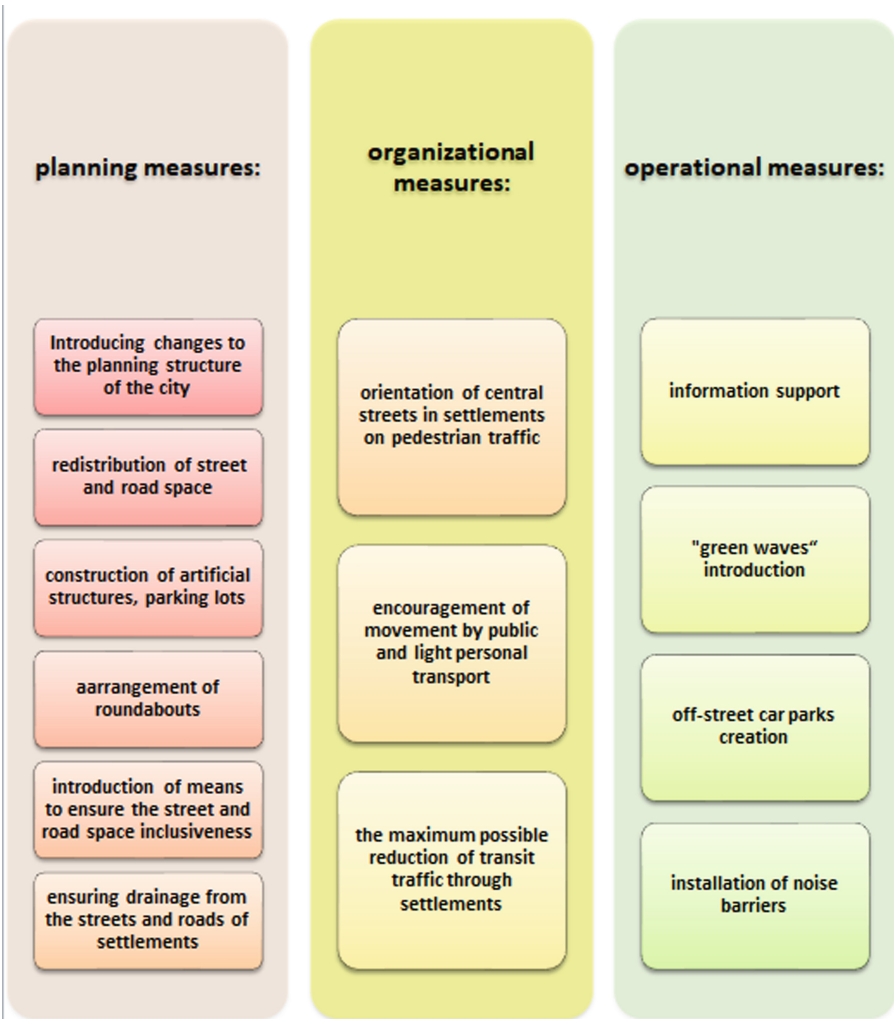 planning measures:
Introducing changes to
the planning structure
of the city
redistribution of street
and road space
construction of artificial
structures, parking lots
aarrangement of
roundabouts
introduction of means
to ensure the street and
road space inclusiveness
ensuring drainage from
the streets and roads of
settlements
organizational
measures:
orientation of central
streets in settlements
on pedestrian traffic
encouragement of
movement by public
and light personal
transport
the maximum possible
reduction of transit
traffic through
settlements
operational measures:
information support
"green waves“
introduction
off-street car parks
creation
installation of noise
barriers